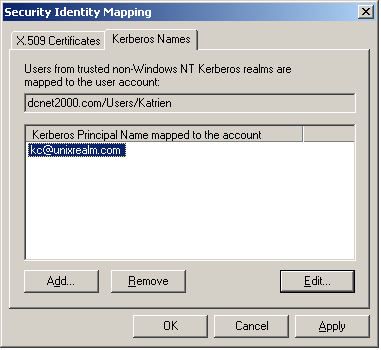 Security Identity Mapping
X.509 Certificates
Kerberos Names
Users from trusted non-Windows NT Kerberos realms are
mapped to the user account:
dcnet2000.com/Users/Katrien
Kerberos Principal Name mapped to the account
kc@unixrealm.com
Add...
Remove
Edit...
OK
Cancel
Apply